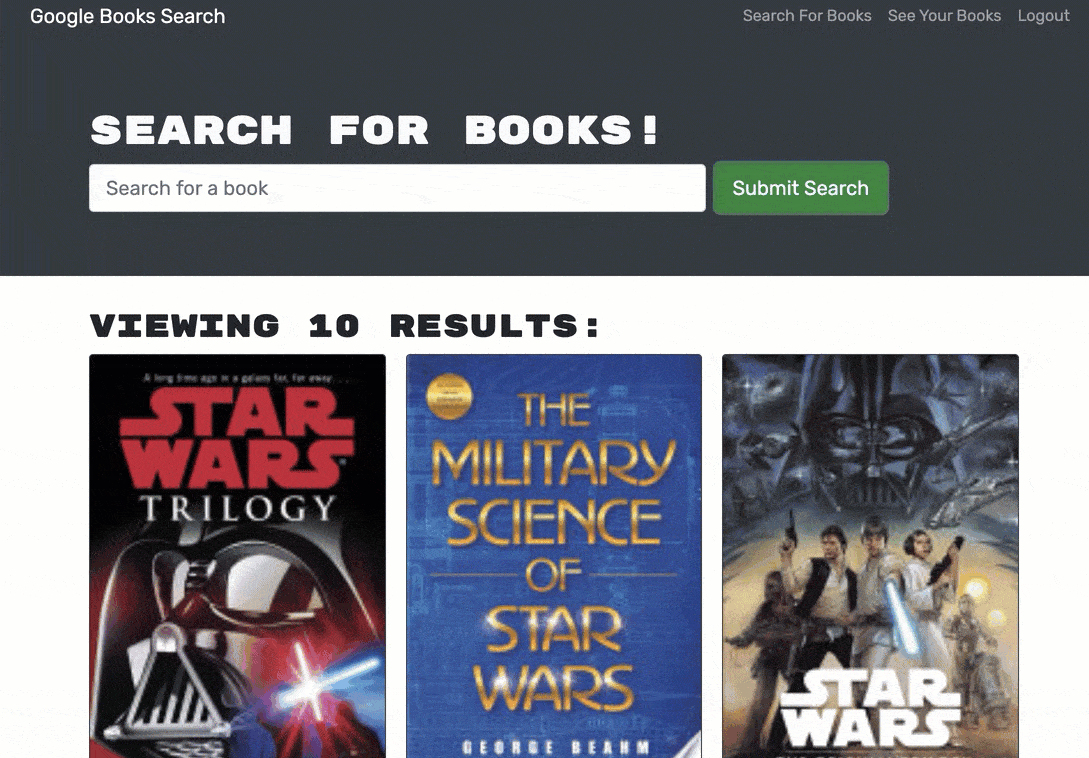 Google Books Search
Search For Books
See Your Books
Logout
SEARCH FOR BOOKS!
Search for a book
Submit Search
VIEWING 10 RESULTS:
A long time ago in a galaxy far, far away. . . .
STAR
WARS
TRILOGY
THE
MILITARY
SCIENCE
OF
STAR
WARS
GEORGE BEAHM
STAR
WARS